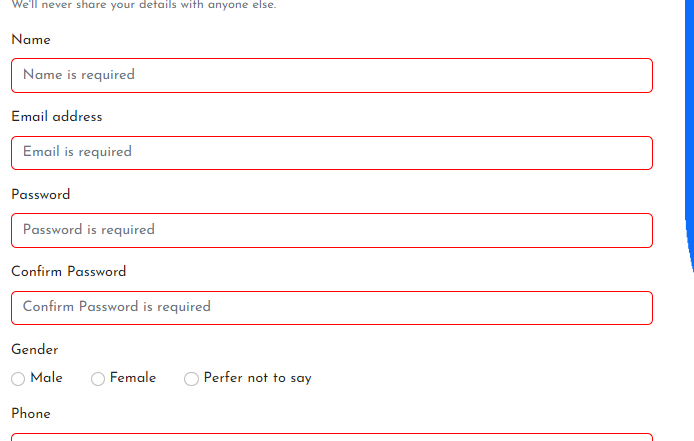 We'll never share your details with anyone else.
Name
Name is required
Email address
Email is required
Password
Password is required
Confirm Password
Confirm Password is required
Gender
Male Female Perfer not to say
Phone